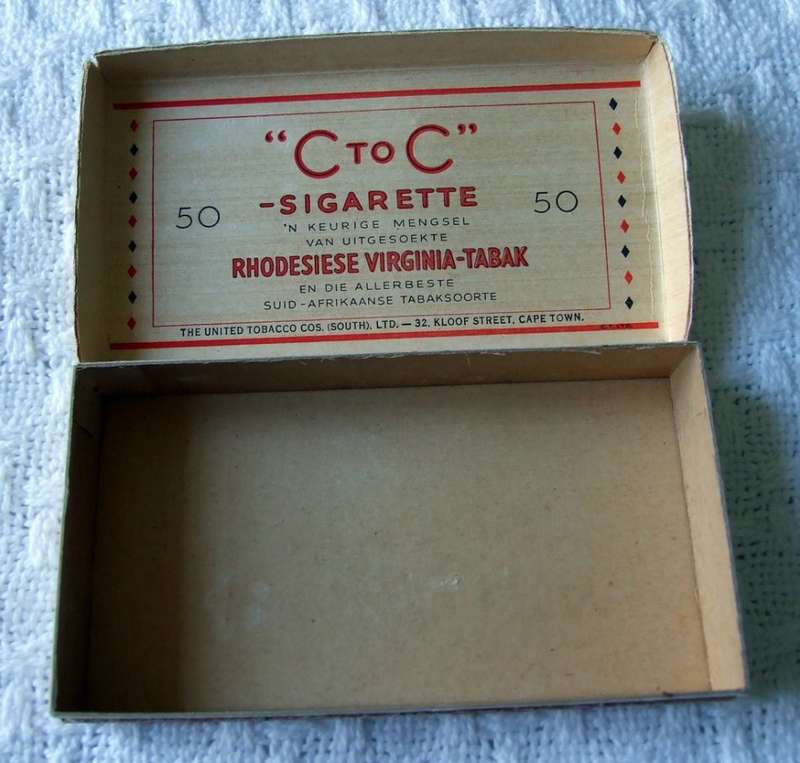 "C TO C"
50 -SIGARETTE 50
'N KEURIGE MENGSEL
VAN UITGESOEKTE
RHODESIESE VIRGINIA-TABAK
EN DIE ALLERBESTE
SUID-AFRIKAANSE TABAKSOORTE
THE UNITED TOBACCO COS. (SOUTH), LTD. — 32, KLOOF STREET, CAPE TOWN.